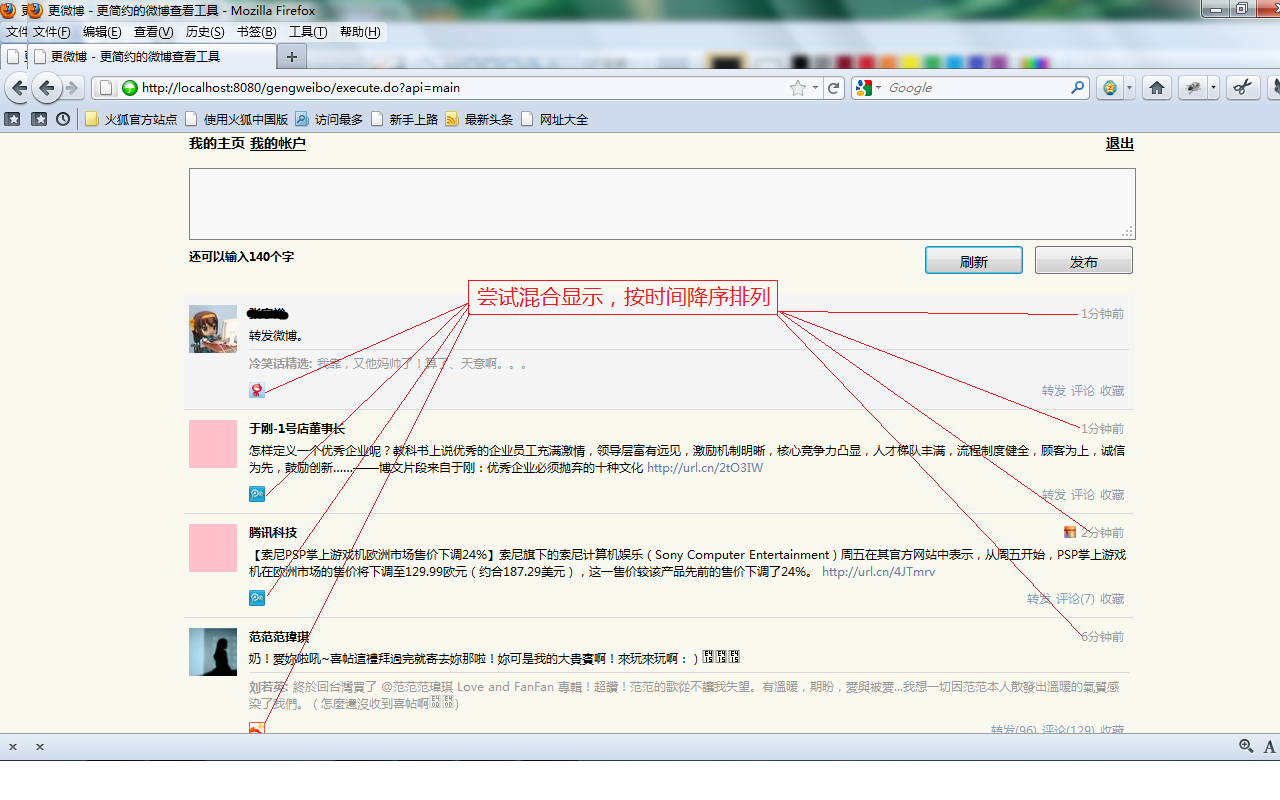 更微博 - 更简约的微博查看工具 - Mozilla Firefox
文件(F) 编辑(E) 查看(V) 历史(S) 书签(B) 工具(T) 帮助(H)
更微博 - 更简约的微博查看工具
http://localhost:8080/gengweibo/execute.do?api=main
Google
火狐官方站点 使用火狐中国版 访问最多 新手上路 最新头条 网址大全
我的主页 我的帐户 退出
还可以输入140个字
刷新 发布
尝试混合显示，按时间降序排列
1分钟前
转发微博。
冷笑话精选: 我靠，又他妈帅了！算了、天意啊。。。
转发 评论 收藏
于刚-1号店董事长 1分钟前
怎样定义一个优秀企业呢？教科书上说优秀的企业员工充满激情，领导层富有远见，激励机制明晰，核心竞争力凸显，人才梯队丰满，流程制度健全，顾客为上，诚信
为先，鼓励创新……——博文片段来自于刚：优秀企业必须抛弃的十种文化 http://url.cn/2tO3IW
转发 评论 收藏
腾讯科技 2分钟前
【索尼PSP掌上游戏机欧洲市场售价下调24%】索尼旗下的索尼计算机娱乐（Sony Computer Entertainment）周五在其官方网站中表示，从周五开始，PSP掌上游戏
机在欧洲市场的售价将下调至129.99欧元（约合187.29美元），这一售价较该产品先前的售价下调了24%。 http://url.cn/4JTmrv
转发 评论(7) 收藏
范范范瑋琪 6分钟前
奶！愛妳啦吼~喜帖這禮拜過完就寄去妳那啦！妳可是我的大貴賓啊！來玩來玩啊：）
刘若英: 終於回台灣買了 @范范范瑋琪 Love and FanFan 專輯！超讚！范范的歌從不讓我失望。有溫暖，期盼，愛與被愛...我想一切因范范本人散發出溫暖的氣質感
染了我們。（怎麼還沒收到喜帖啊）
转发(96) 评论(129) 收藏